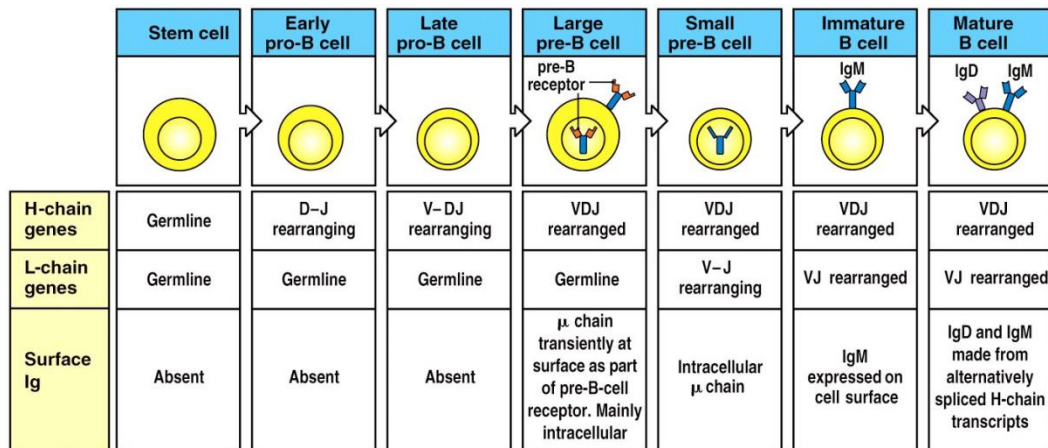 Stem cell
Early
pro-B cell
Late
pro-B cell
Large
pre-B cell
Small
pre-B cell
Immature
B cell
Mature
B cell
pre-B
receptor
IgM
IgD
IgM
H-chain
genes
Germline
D–J
rearranging
V–DJ
rearranging
VDJ
rearranged
VDJ
rearranged
VDJ
rearranged
VDJ
rearranged
L-chain
genes
Germline
Germline
Germline
Germline
V–J
rearranging
VJ rearranged
VJ rearranged
Surface
Ig
Absent
Absent
Absent
μ chain
transiently at
surface as part
of pre-B-cell
receptor. Mainly
intracellular
Intracellular
μ chain
IgM
expressed on
cell surface
IgD and IgM
made from
alternatively
spliced H-chain
transcripts